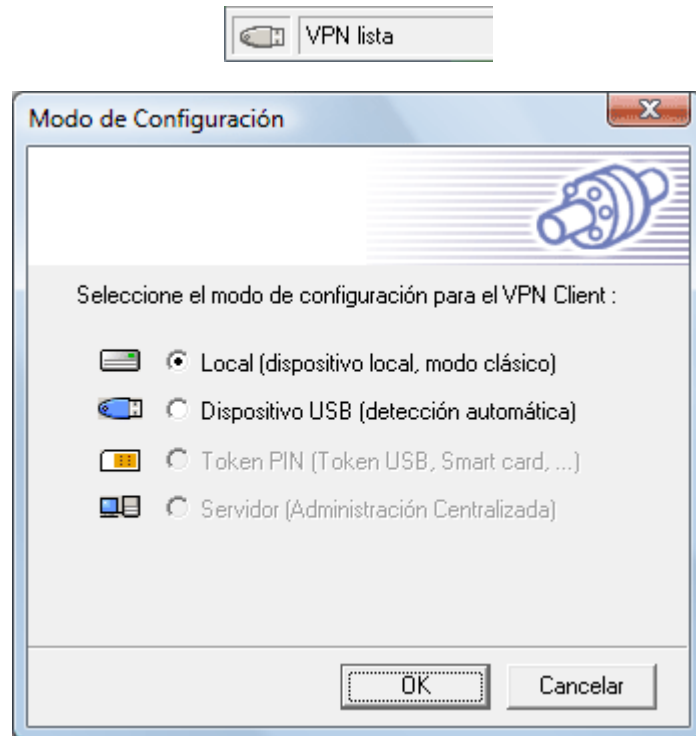 VPN lista
Modo de Configuración
Seleccione el modo de configuración para el VPN Client :
Local (dispositivo local, modo clásico)
Dispositivo USB (detección automática)
Token PIN (Token USB, Smart card, ...)
Servidor (Administración Centralizada)
OK Cancelar